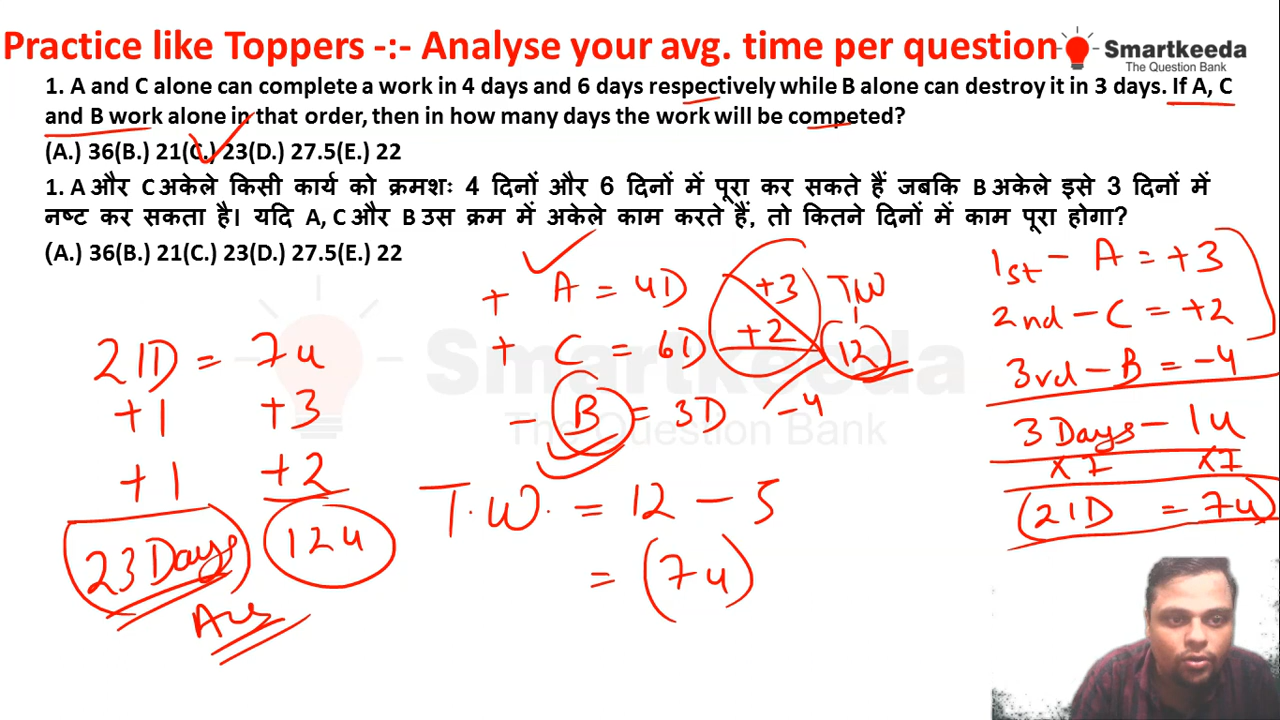 Practice like Toppers -:- Analyse your avg. time per question
Smartkeeda
The Question Bank
1. A and C alone can complete a work in 4 days and 6 days respectively while B alone can destroy it in 3 days. If A, C
and B work alone in that order, then in how many days the work will be competed?
(A.) 36(B.) 21(C.) 23(D.) 27.5(E.) 22
1. A और C अकेले किसी कार्य को क्रमशः 4 दिनों और 6 दिनों में पूरा कर सकते हैं जबकि B अकेले इसे 3 दिनों में
नष्ट कर सकता है। यदि A, C और B उस क्रम में अकेले काम करते हैं, तो कितने दिनों में काम पूरा होगा?
(A.) 36(B.) 21(C.) 23(D.) 27.5(E.) 22
+ A = 4D +3 TW
+ C = 6D +2 12
- B = 3D -4
T.W. = 12 - 5
= (7u)
1st - A = +3
2nd - C = +2
3rd - B = -4
3 Days - 1u
x7 x7
(21D = 7u)
21D = 7u
+1 +3
+1 +2
23 Days 12u
Ans
Smartkeeda
The Question Bank